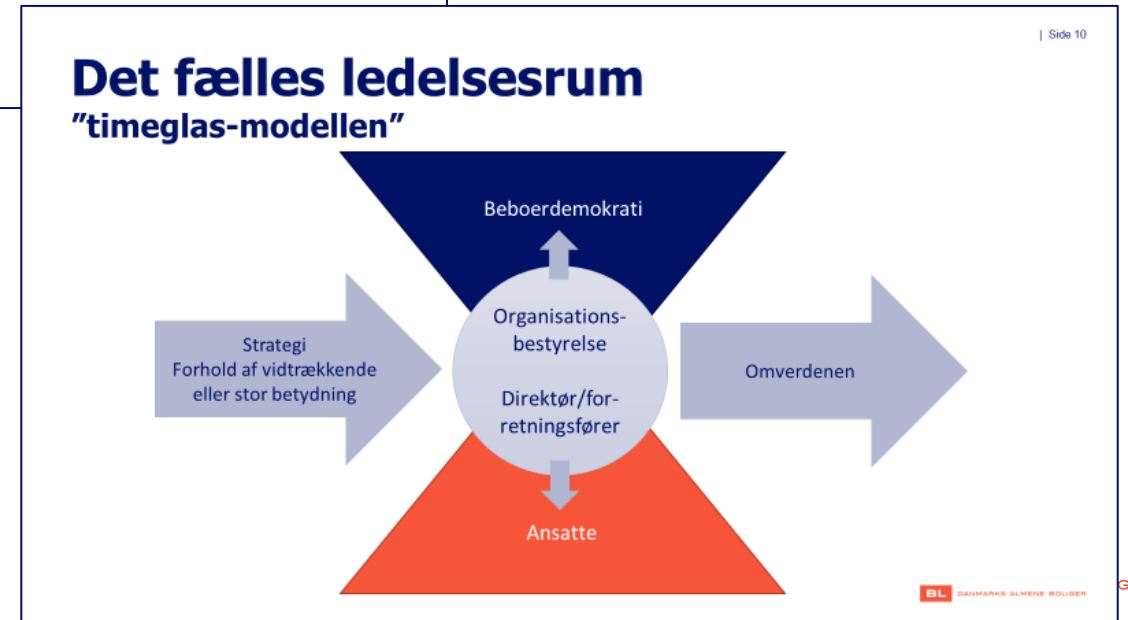 | Side 10
Det fælles ledelsesrum
”timeglas-modellen”
Beboerdemokrati
Organisations-
bestyrelse
Direktør/for-
retningsfører
Strategi
Forhold af vidtrækkende
eller stor betydning
Omverdenen
Ansatte
BL DANMARKS ALMENE BOLIGER
G